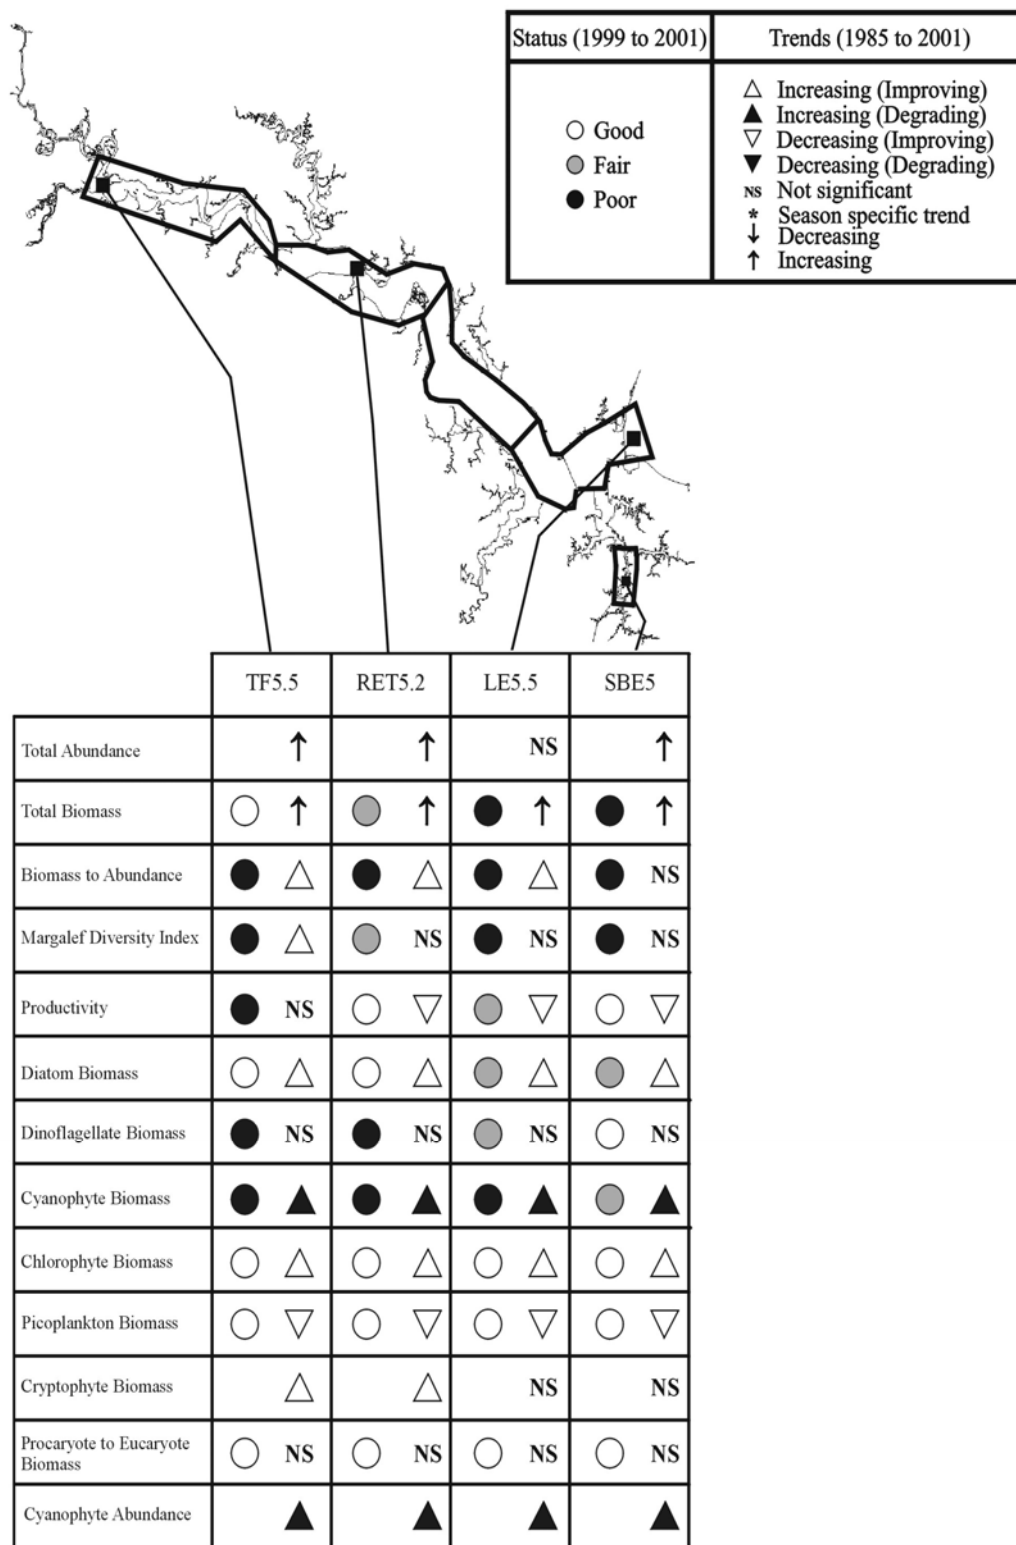 Status (1999 to 2001) Trends (1985 to 2001)
Good
Fair
Poor
Increasing (Improving)
Increasing (Degrading)
Decreasing (Improving)
Decreasing (Degrading)
NS Not significant
* Season specific trend
↓ Decreasing
↑ Increasing
TF5.5 RET5.2 LE5.5 SBE5
Total Abundance ↑ ↑ NS ↑
Total Biomass ↑ ↑ ↑ ↑
Biomass to Abundance NS
Margalef Diversity Index NS NS NS
Productivity NS
Diatom Biomass
Dinoflagellate Biomass NS NS NS NS
Cyanophyte Biomass
Chlorophyte Biomass
Picoplankton Biomass
Cryptophyte Biomass NS NS
Procaryote to Eucaryote
Biomass NS NS NS NS
Cyanophyte Abundance